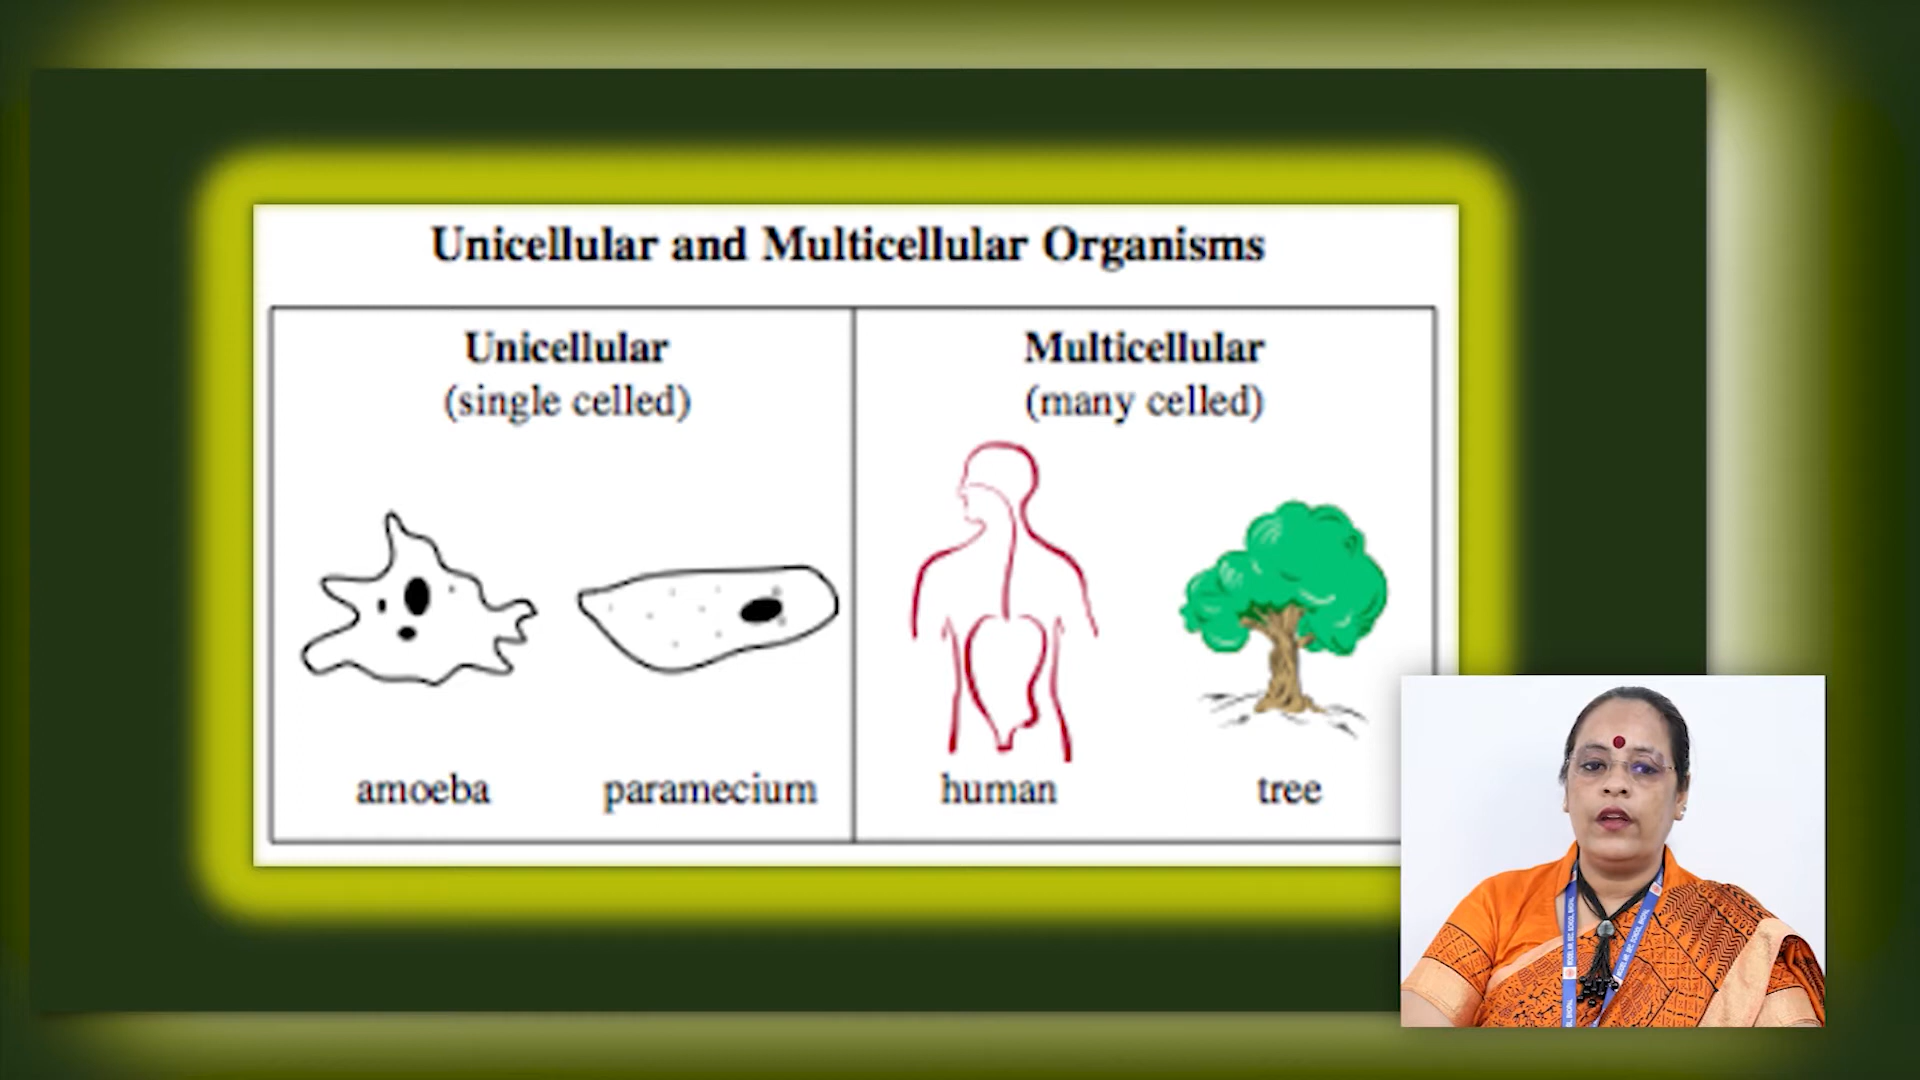 Unicellular and Multicellular Organisms
Unicellular
(single celled)
Multicellular
(many celled)
amoeba
paramecium
human
tree